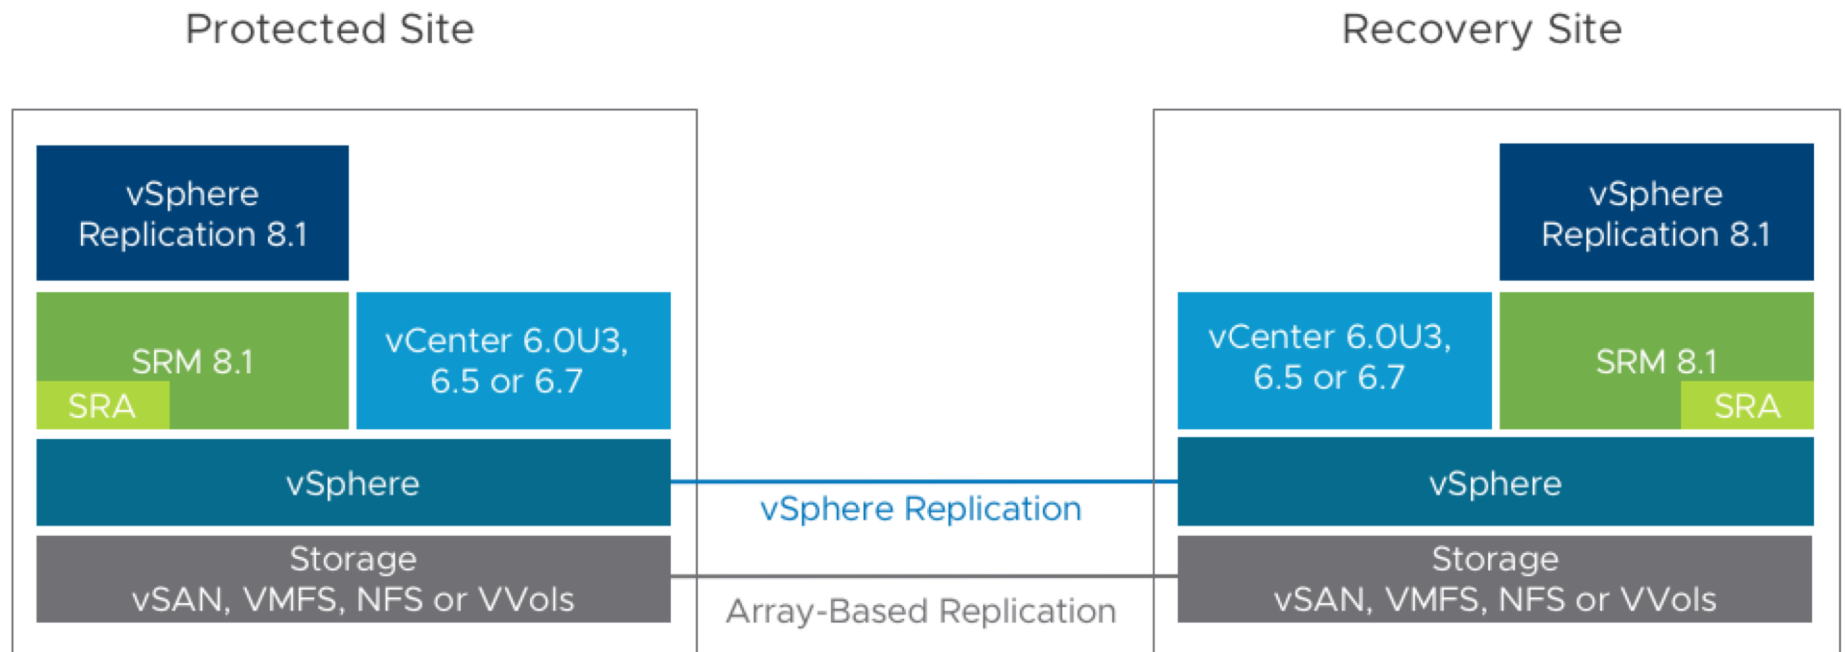 Protected Site
Recovery Site
vSphere
Replication 8.1
SRM 8.1
SRA
vCenter 6.0U3,
6.5 or 6.7
vSphere
Storage
vSAN, VMFS, NFS or VVols
vSphere Replication
Array-Based Replication
vSphere
Replication 8.1
vCenter 6.0U3,
6.5 or 6.7
SRM 8.1
SRA
vSphere
Storage
vSAN, VMFS, NFS or VVols